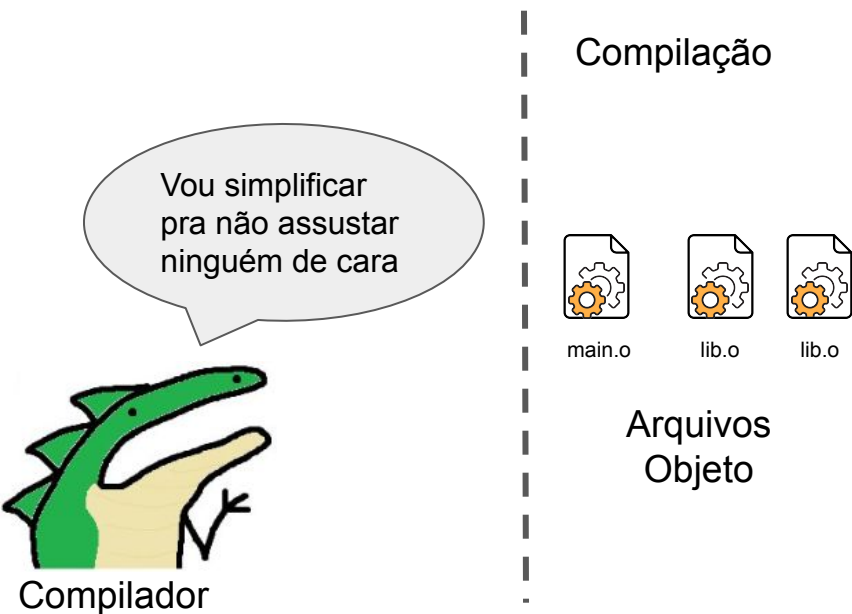 Compilação
Vou simplificar
pra não assustar
ninguém de cara
main.o
lib.o
lib.o
Arquivos
Objeto
Compilador